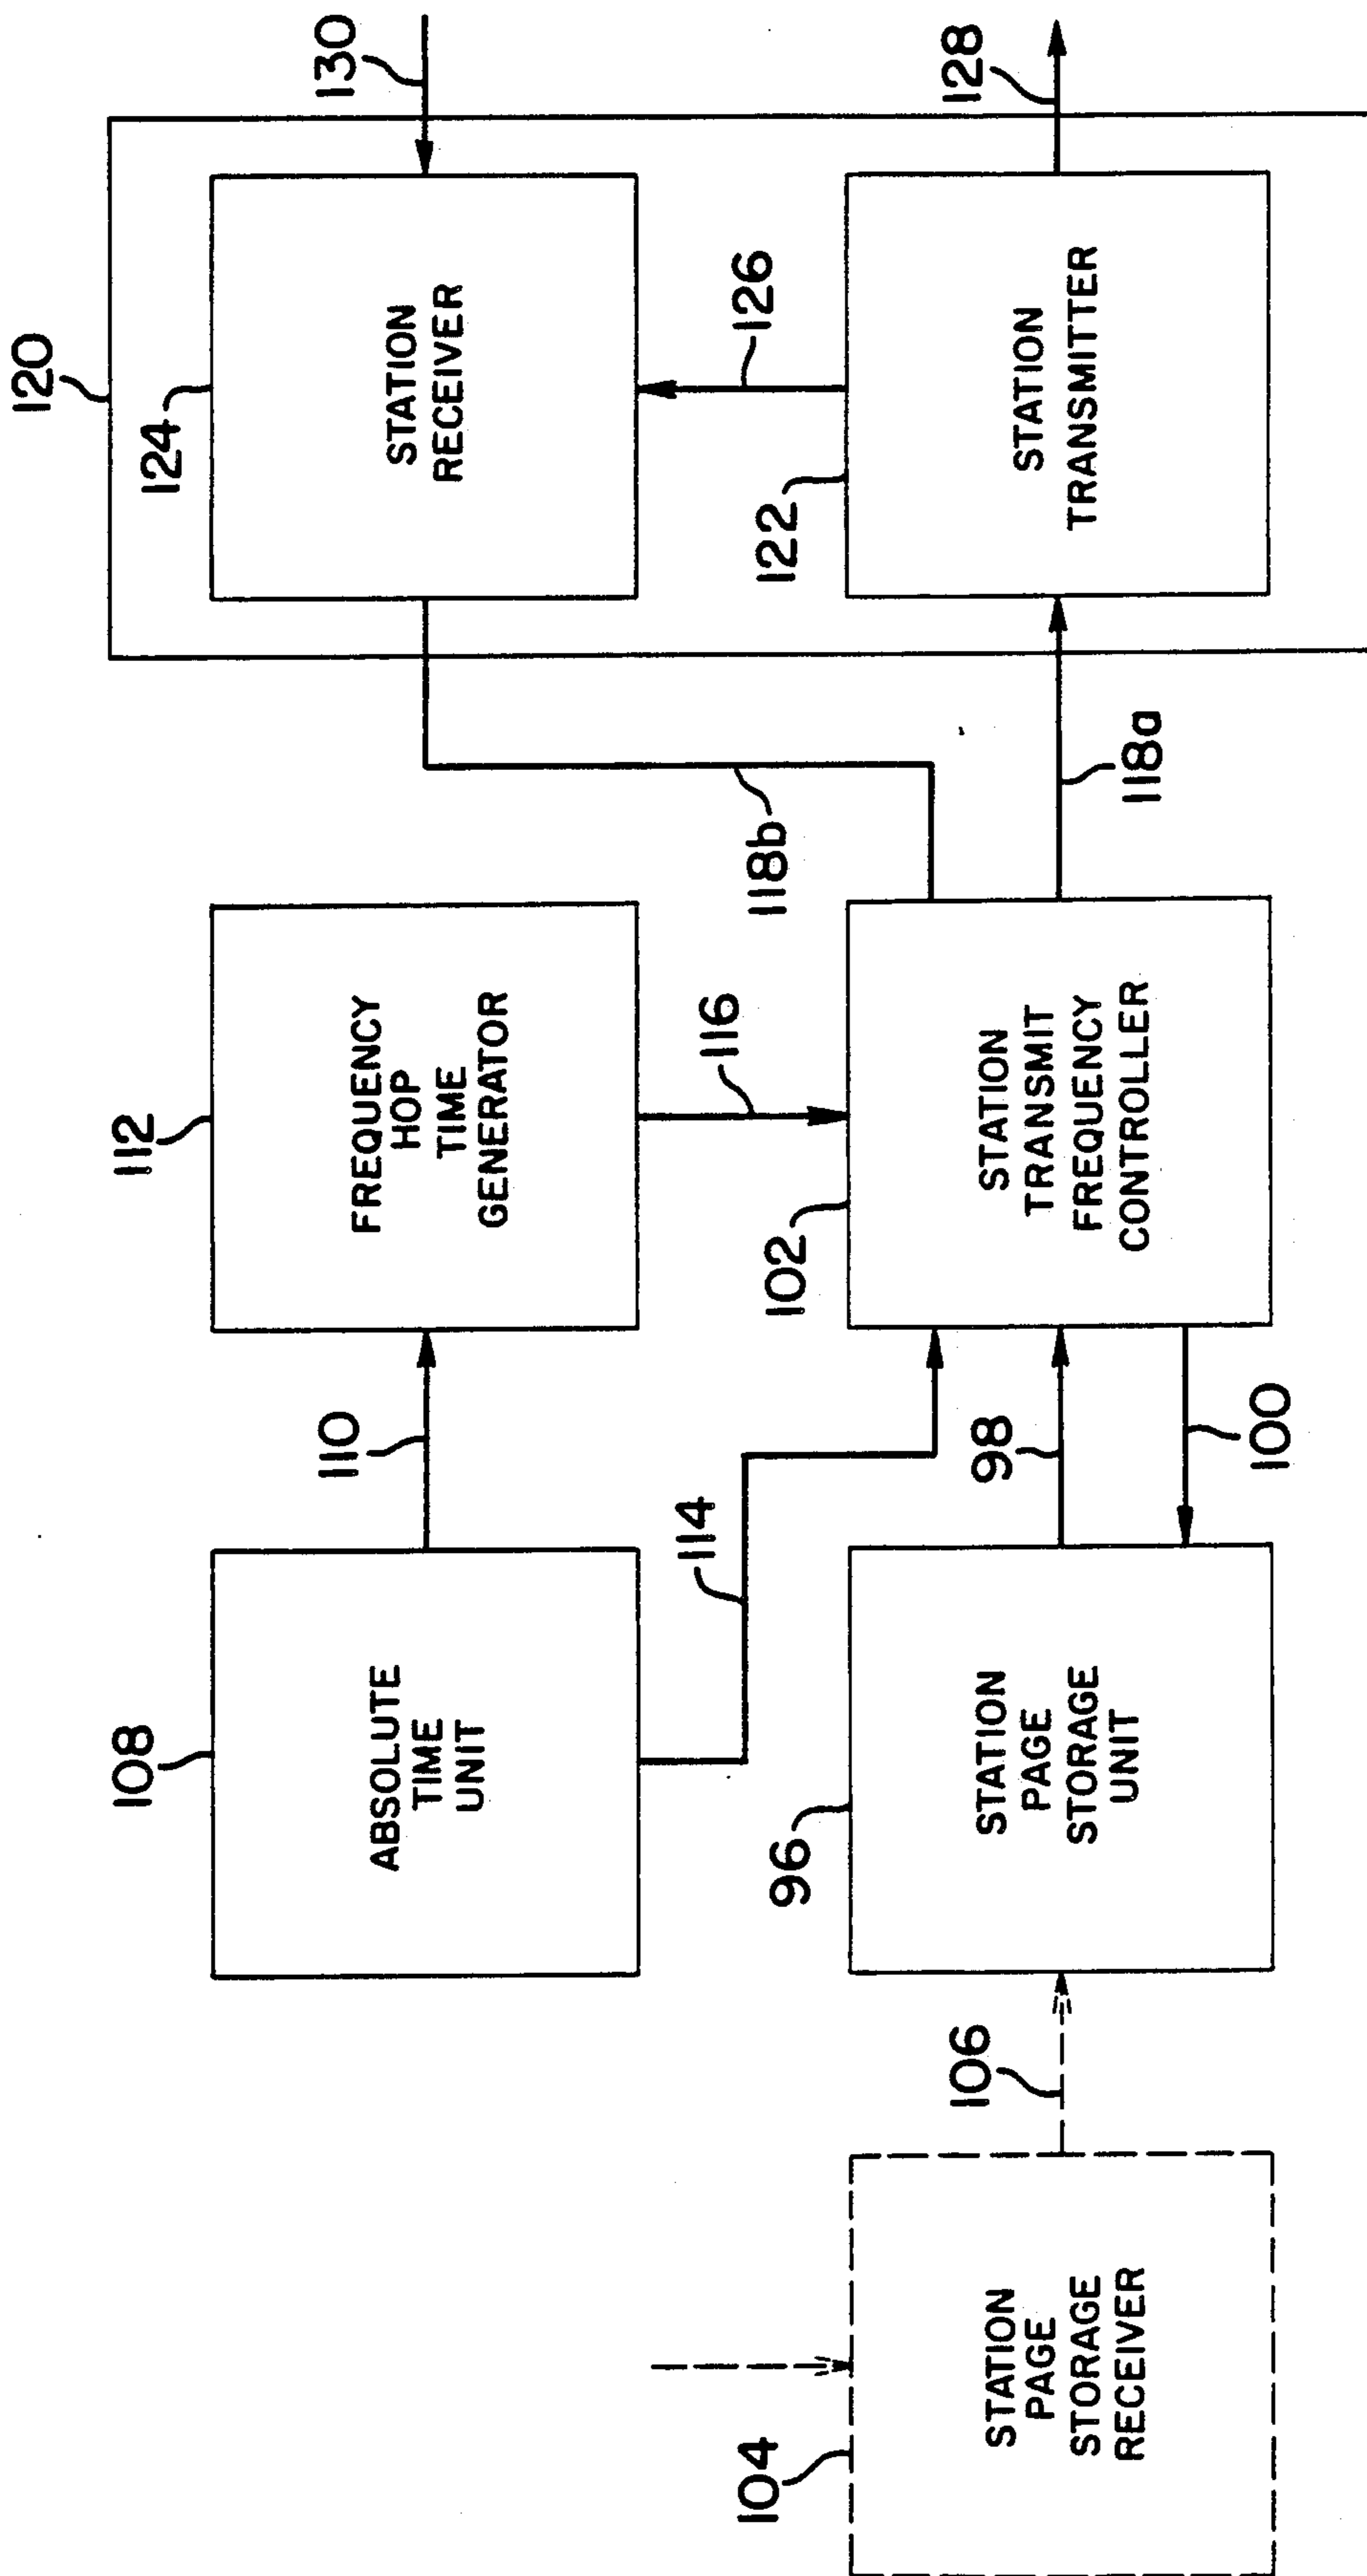 120
130
124
STATION
RECEIVER
126
122
STATION
TRANSMITTER
128
118b
118a
112
FREQUENCY
HOP
TIME
GENERATOR
116
102
STATION
TRANSMIT
FREQUENCY
CONTROLLER
110
114
98
100
108
ABSOLUTE
TIME
UNIT
96
STATION
PAGE
STORAGE
UNIT
106
104
STATION
PAGE
STORAGE
RECEIVER